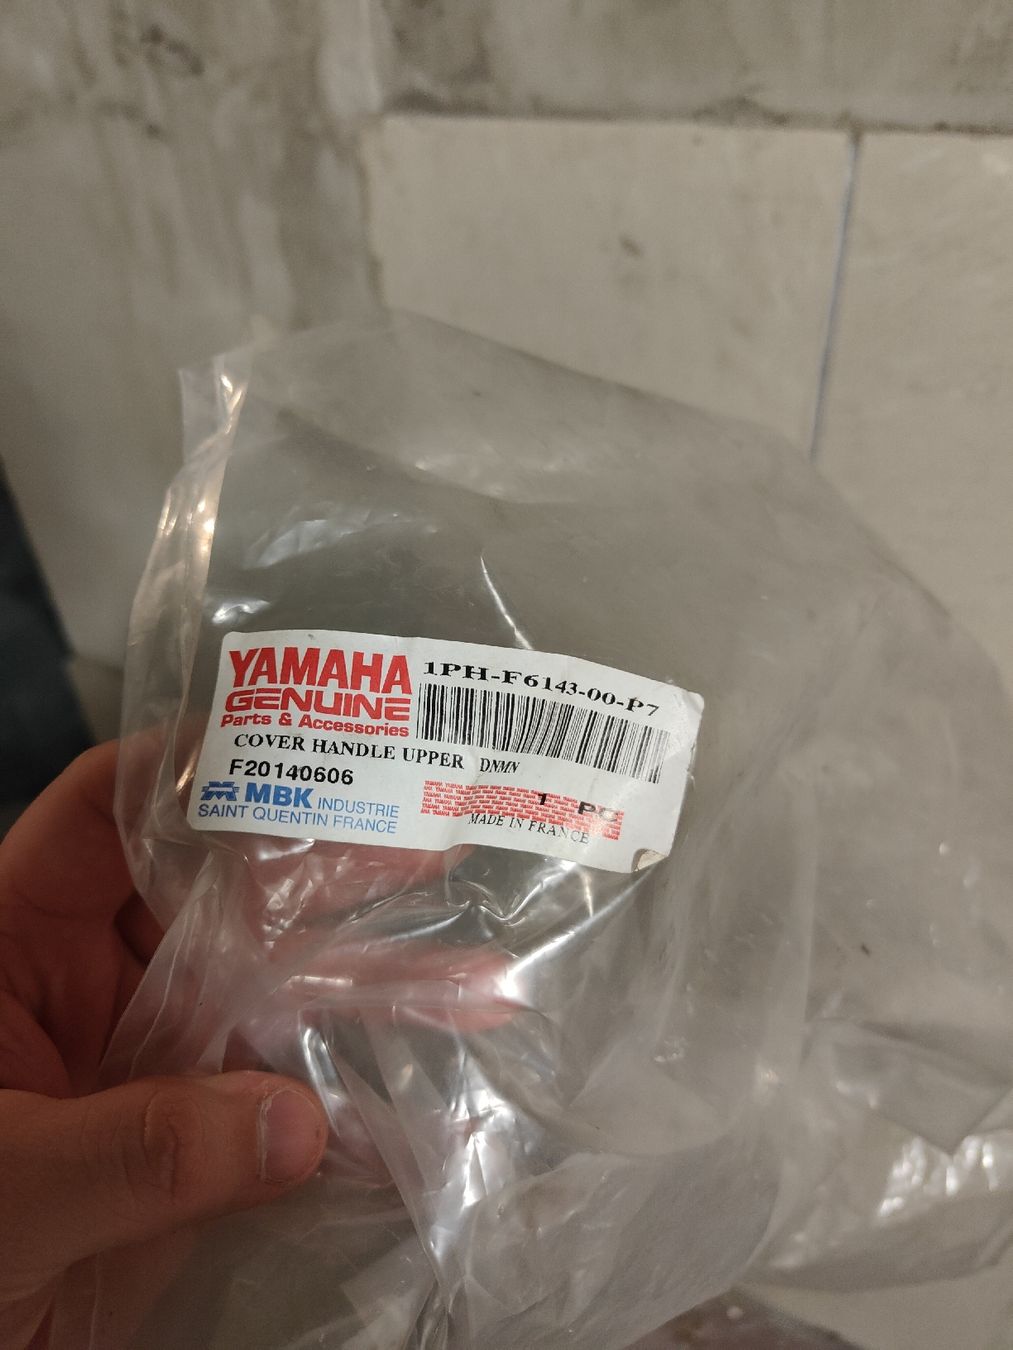 YAMAHA
GENUINE
Parts & Accessories
1PH-F6143-00-P7
COVER HANDLE UPPER DNMN
F20140606
MBK INDUSTRIE
SAINT QUENTIN FRANCE
1 PC
MADE IN FRANCE